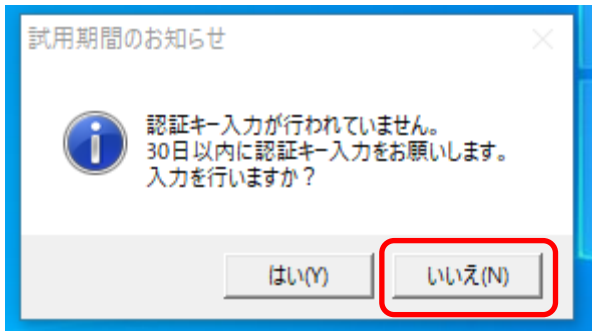 試用期間のお知らせ
認証キー入力が行われていません。
30日以内に認証キー入力をお願いします。
入力を行いますか？
はい(Y)
いいえ(N)